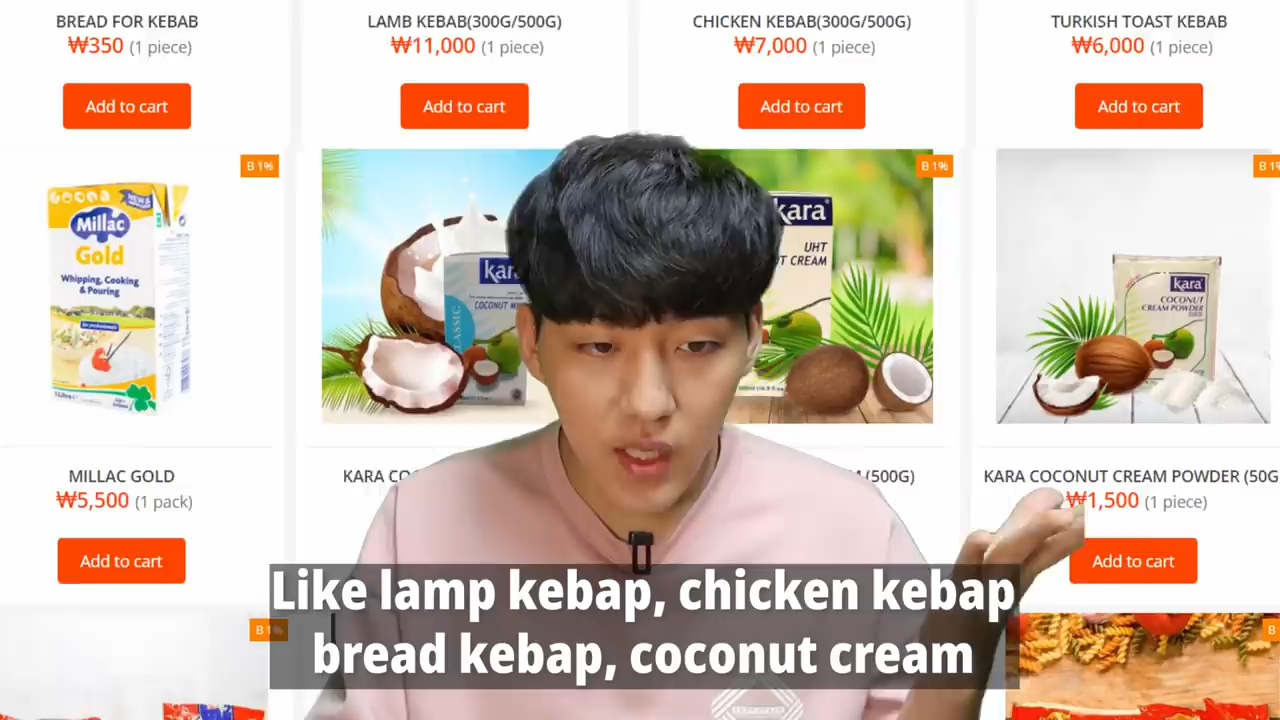 BREAD FOR KEBAB
₩350 (1 piece)
Add to cart
LAMB KEBAB(300G/500G)
₩11,000 (1 piece)
Add to cart
CHICKEN KEBAB(300G/500G)
₩7,000 (1 piece)
Add to cart
TURKISH TOAST KEBAB
₩6,000 (1 piece)
Add to cart
B 1%
Millac
Gold
Whipping, Cooking
& Pouring
kara
COCONUT
CLASSIC
B 1%
kara
UHT
CREAM
B 1%
kara
COCONUT
CREAM POWDER
MILLAC GOLD
₩5,500 (1 pack)
Add to cart
KARA
(500G)
KARA COCONUT CREAM POWDER (50G
₩1,500 (1 piece)
Add to cart
B 1%
B
Like lamp kebap, chicken kebap
bread kebap, coconut cream